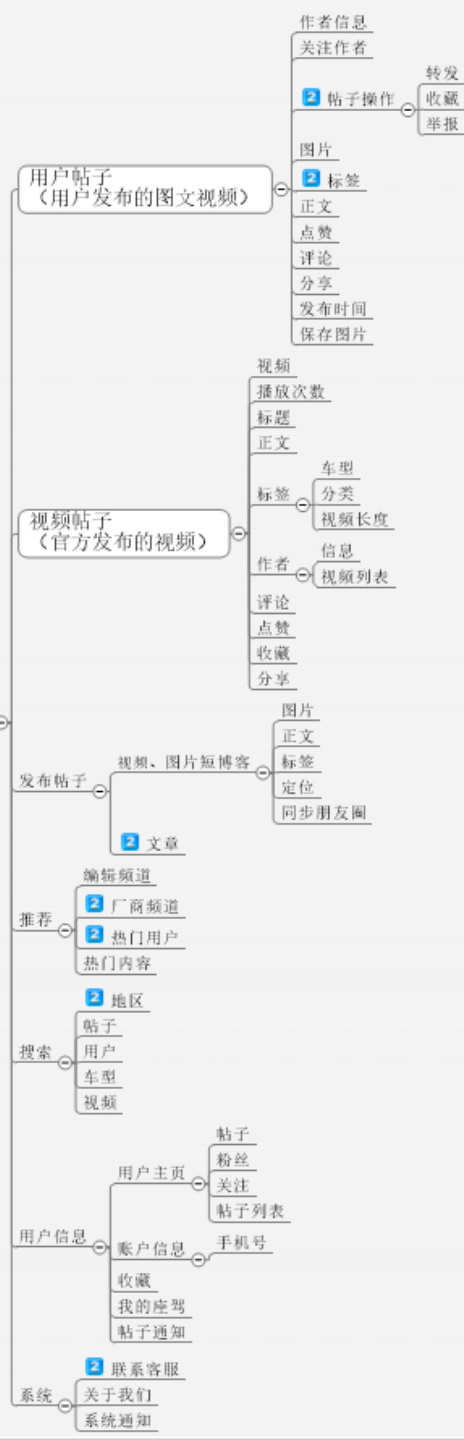 作者信息
关注作者
2 帖子操作
转发
收藏
举报
用户帖子
（用户发布的图文视频）
图片
2 标签
正文
点赞
评论
分享
发布时间
保存图片
视频帖子
（官方发布的视频）
视频
播放次数
标题
正文
标签
车型
分类
视频长度
作者
信息
视频列表
评论
点赞
收藏
分享
发布帖子
视频、图片短博客
图片
正文
标签
定位
同步朋友圈
2 文章
推荐
编辑频道
2 厂商频道
2 热门用户
热门内容
搜索
2 地区
帖子
用户
车型
视频
用户信息
用户主页
帖子
粉丝
关注
帖子列表
账户信息
手机号
收藏
我的座驾
帖子通知
系统
2 联系客服
关于我们
系统通知